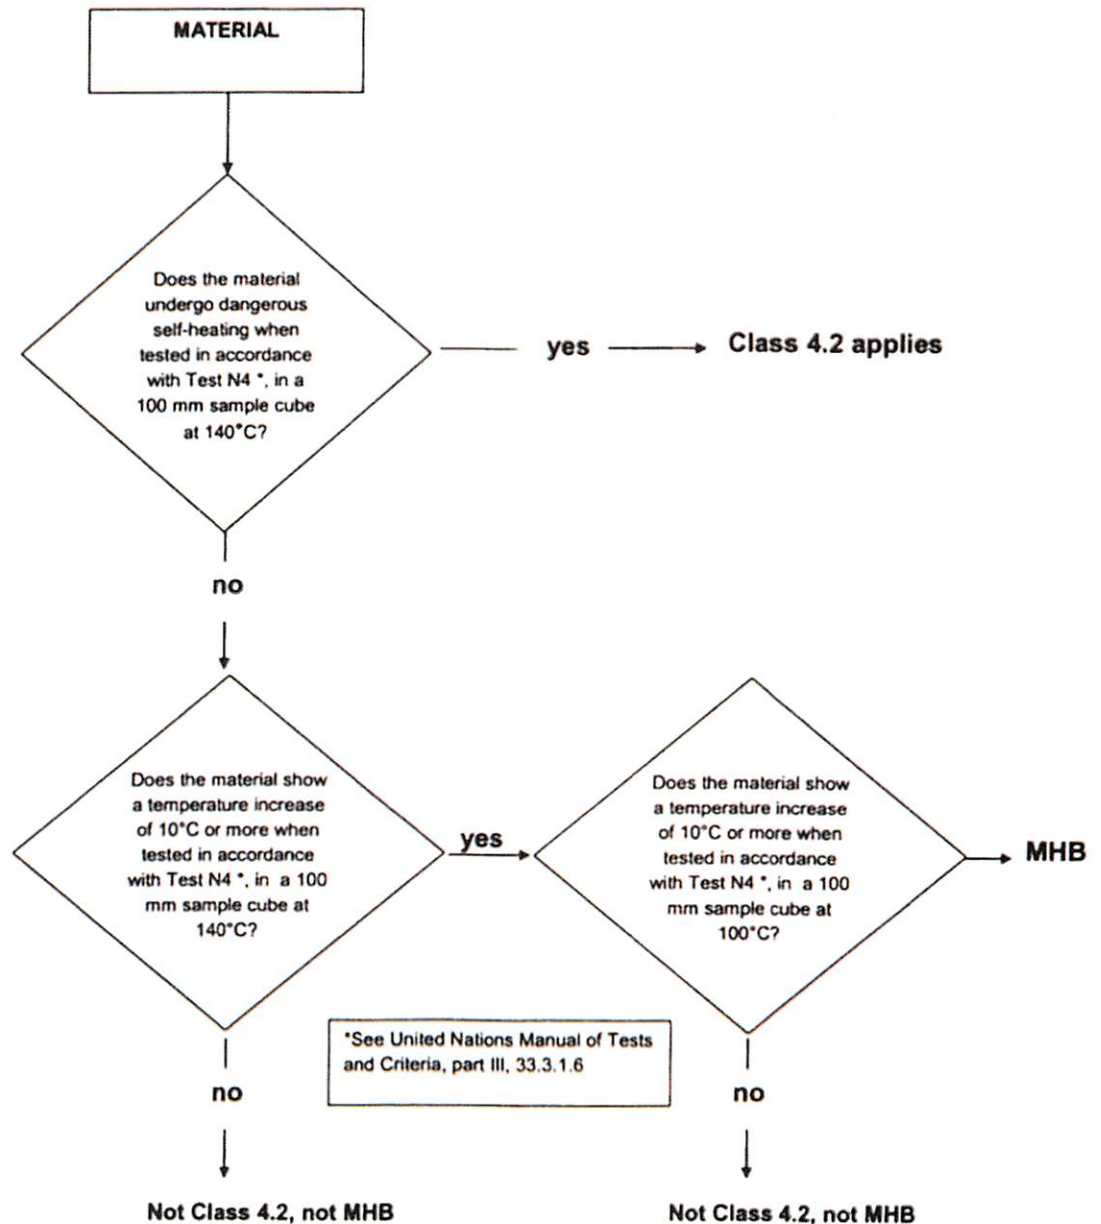 MATERIAL
Does the material
undergo dangerous
self-heating when
tested in accordance
with Test N4 *, in a
100 mm sample cube
at 140°C?
yes
Class 4.2 applies
no
Does the material show
a temperature increase
of 10°C or more when
tested in accordance
with Test N4 *, in a 100
mm sample cube at
140°C?
yes
Does the material show
a temperature increase
of 10°C or more when
tested in accordance
with Test N4 *, in a 100
mm sample cube at
100°C?
MHB
*See United Nations Manual of Tests
and Criteria, part III, 33.3.1.6
no
no
Not Class 4.2, not MHB
Not Class 4.2, not MHB